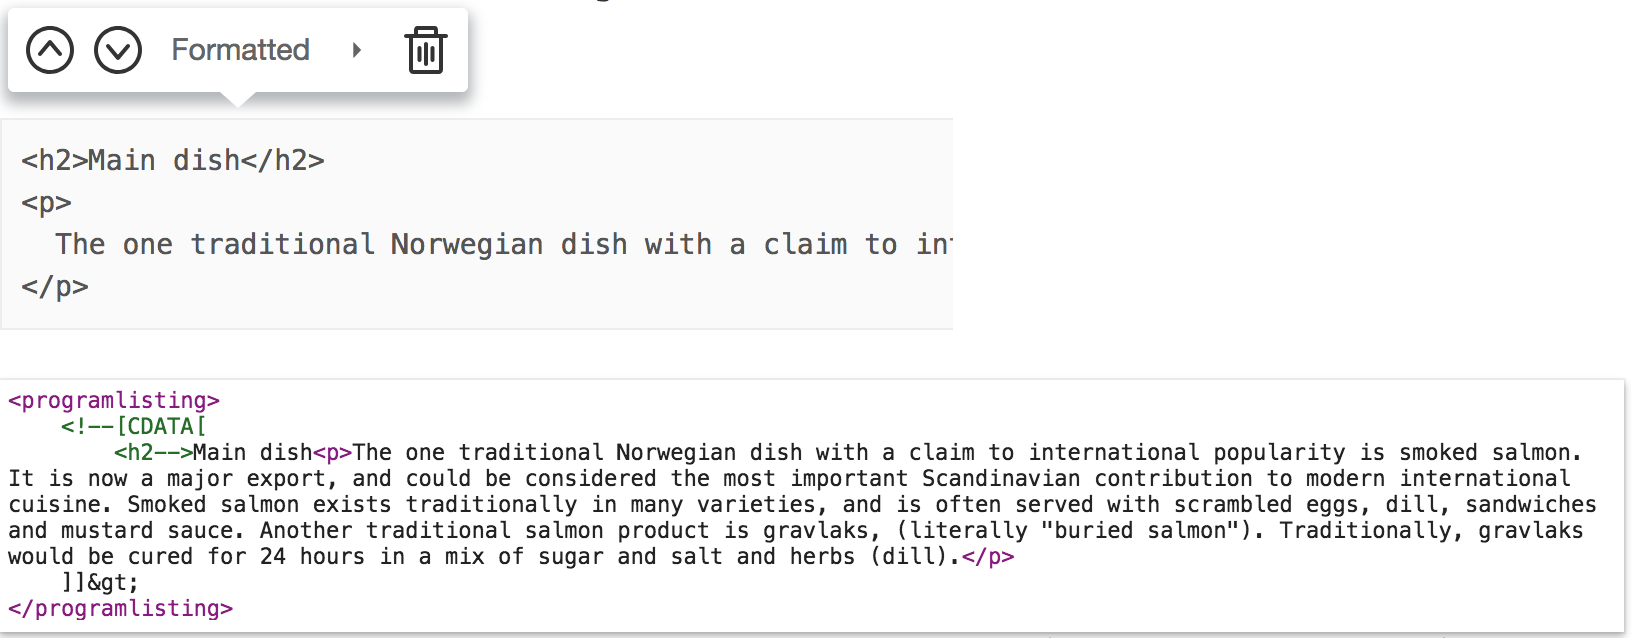 Formatted
<h2>Main dish</h2>
<p>
The one traditional Norwegian dish with a claim to
</p>
<programlisting>
<!--[CDATA[
<h2-->Main dish<p>The one traditional Norwegian dish with a claim to international popularity is smoked salmon.
It is now a major export, and could be considered the most important Scandinavian contribution to modern international
cuisine. Smoked salmon exists traditionally in many varieties, and is often served with scrambled eggs, dill, sandwiches
and mustard sauce. Another traditional salmon product is gravlaks, (literally "buried salmon"). Traditionally, gravlaks
would be cured for 24 hours in a mix of sugar and salt and herbs (dill).</p>
]]&gt;
</programlisting>